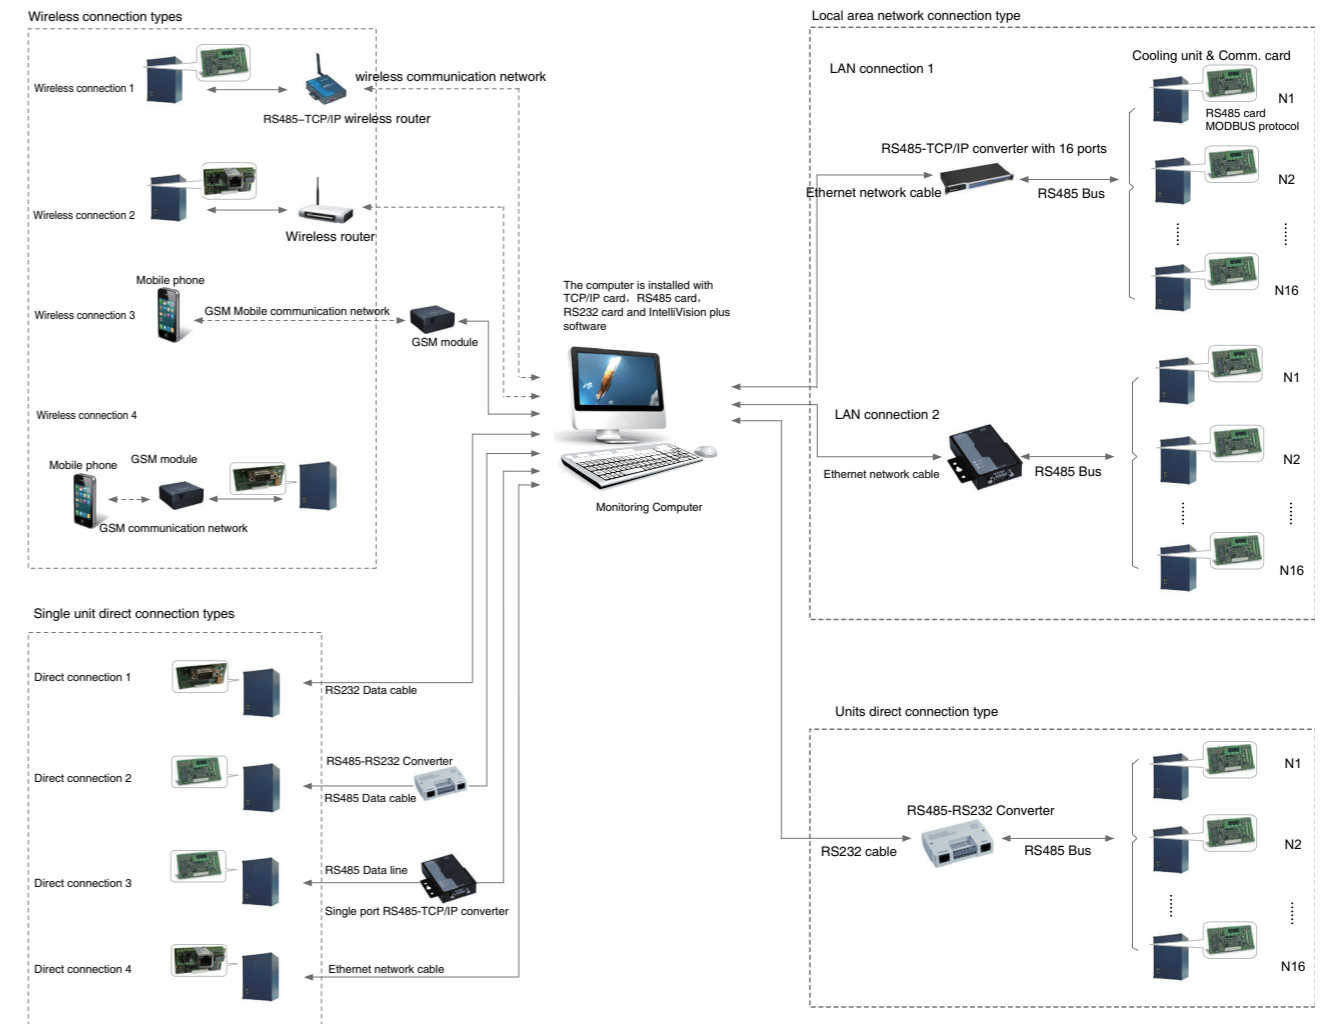 Wireless connection types
Wireless connection 1
wireless communication network
RS485-TCP/IP wireless router
Wireless connection 2
Wireless router
Mobile phone
Wireless connection 3
GSM Mobile communication network
GSM module
Wireless connection 4
Mobile phone
GSM module
GSM communication network
The computer is installed with
TCP/IP card, RS485 card,
RS232 card and IntelliVision plus
software
Monitoring Computer
Single unit direct connection types
Direct connection 1
RS232 Data cable
Direct connection 2
RS485-RS232 Converter
RS485 Data cable
Direct connection 3
RS485 Data line
Single port RS485-TCP/IP converter
Direct connection 4
Ethernet network cable
Local area network connection type
LAN connection 1
Cooling unit & Comm. card
N1
RS485 card
MODBUS protocol
RS485-TCP/IP converter with 16 ports
Ethernet network cable
RS485 Bus
N2
N16
LAN connection 2
Ethernet network cable
RS485 Bus
N1
N2
N16
Units direct connection type
RS485-RS232 Converter
RS232 cable
RS485 Bus
N1
N2
N16